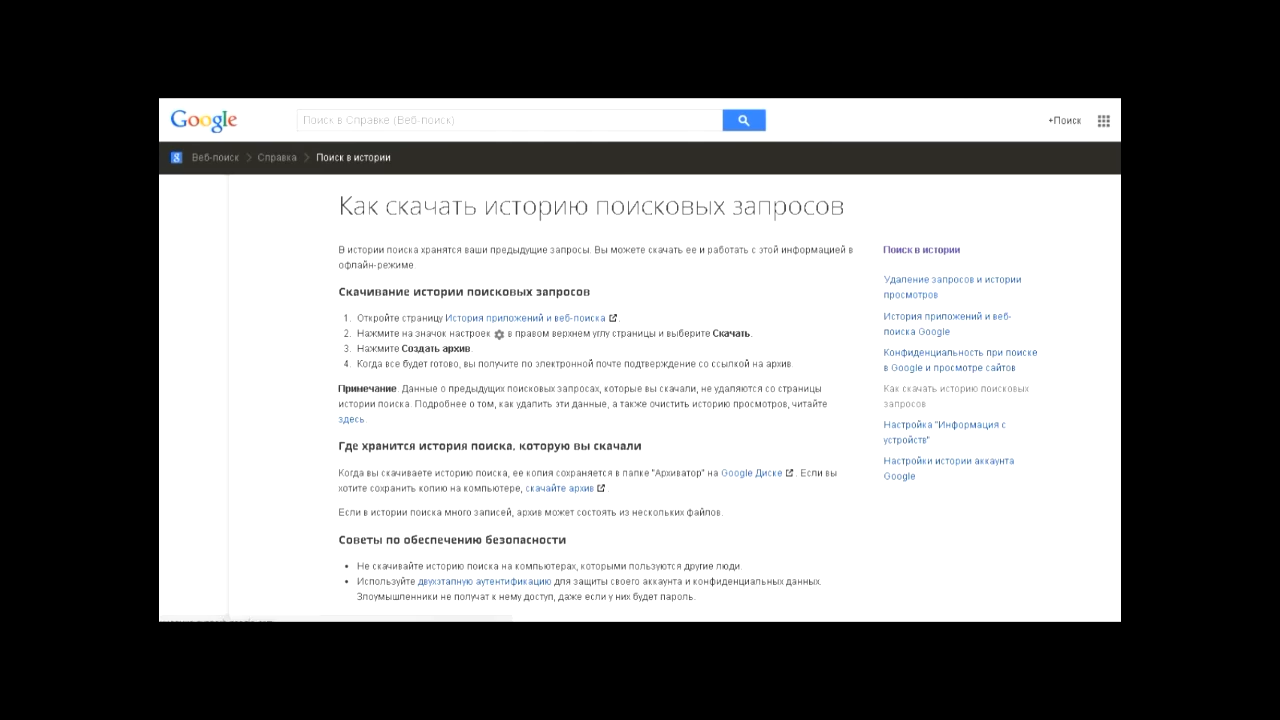 Google
Поиск в Справке (Веб-поиск)
+Поиск
Веб-поиск
Справка
Поиск в истории
Как скачать историю поисковых запросов
В истории поиска хранятся ваши предыдущие запросы. Вы можете скачать ее и работать с этой информацией в
офлайн-режиме.
Скачивание истории поисковых запросов
1. Откройте страницу История приложений и веб-поиска.
2. Нажмите на значок настроек в правом верхнем углу страницы и выберите Скачать.
3. Нажмите Создать архив.
4. Когда все будет готово, вы получите по электронной почте подтверждение со ссылкой на архив.
Примечание. Данные о предыдущих поисковых запросах, которые вы скачали, не удаляются со страницы
истории поиска. Подробнее о том, как удалить эти данные, а также очистить историю просмотров, читайте
здесь.
Где хранится история поиска, которую вы скачали
Когда вы скачиваете историю поиска, ее копия сохраняется в папке "Архиватор" на Google Диске. Если вы
хотите сохранить копию на компьютере, скачайте архив.
Если в истории поиска много записей, архив может состоять из нескольких файлов.
Советы по обеспечению безопасности
• Не скачивайте историю поиска на компьютерах, которыми пользуются другие люди.
• Используйте двухэтапную аутентификацию для защиты своего аккаунта и конфиденциальных данных.
Злоумышленники не получат к нему доступ, даже если у них будет пароль.
Поиск в истории
Удаление запросов и истории
просмотров
История приложений и веб-
поиска Google
Конфиденциальность при поиске
в Google и просмотре сайтов
Как скачать историю поисковых
запросов
Настройка "Информация с
устройств"
Настройки истории аккаунта
Google